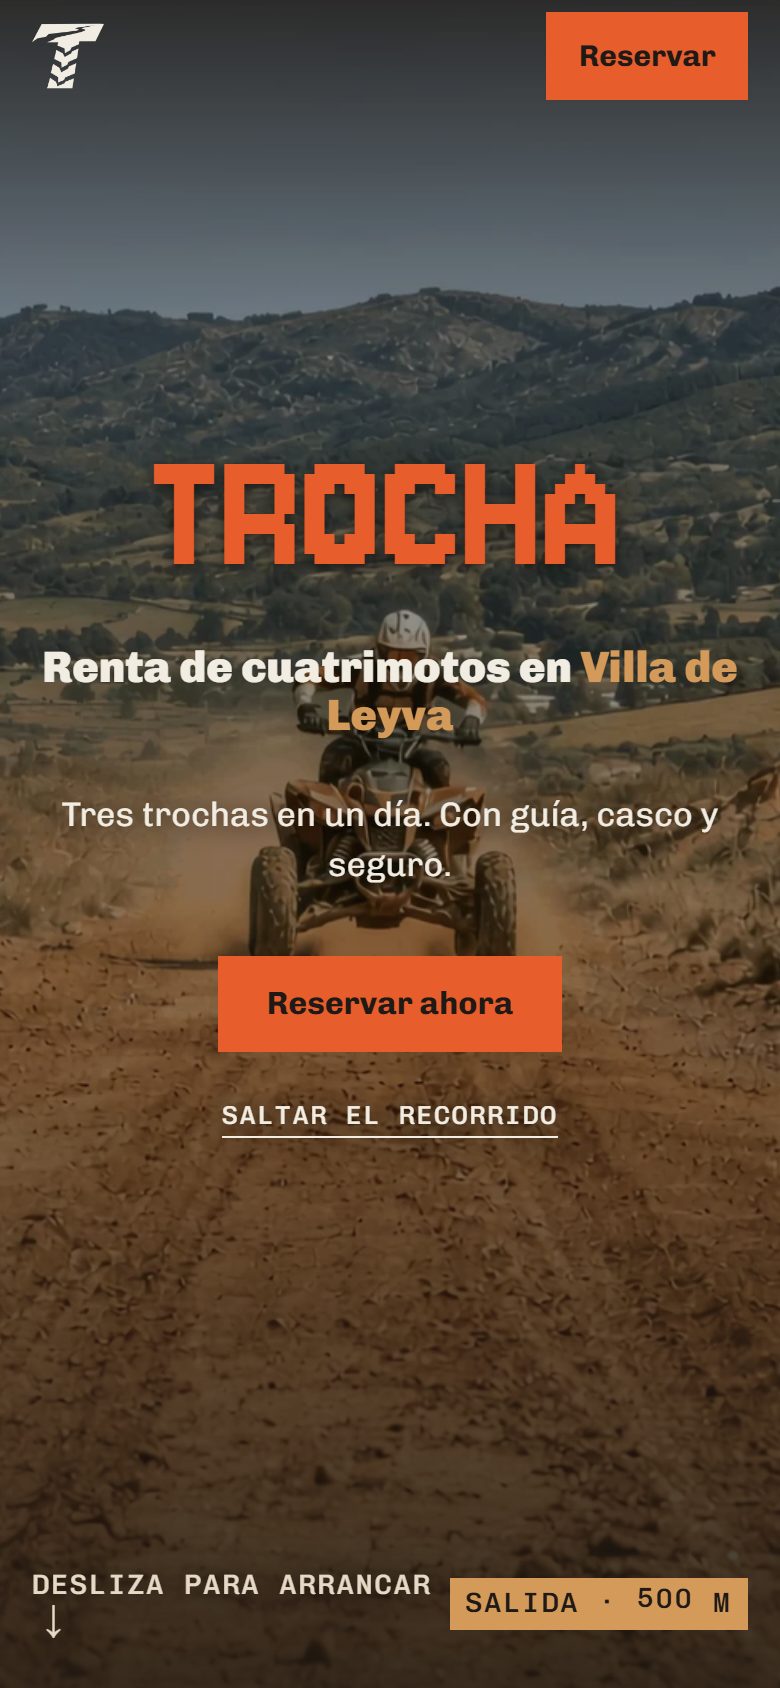 T
Reservar
TROCHA
Renta de cuatrimotos en Villa de
Leyva
Tres trochas en un día. Con guía, casco y
seguro.
Reservar ahora
SALTAR EL RECORRIDO
DESLIZA PARA ARRANCAR
↓
SALIDA · 500 M